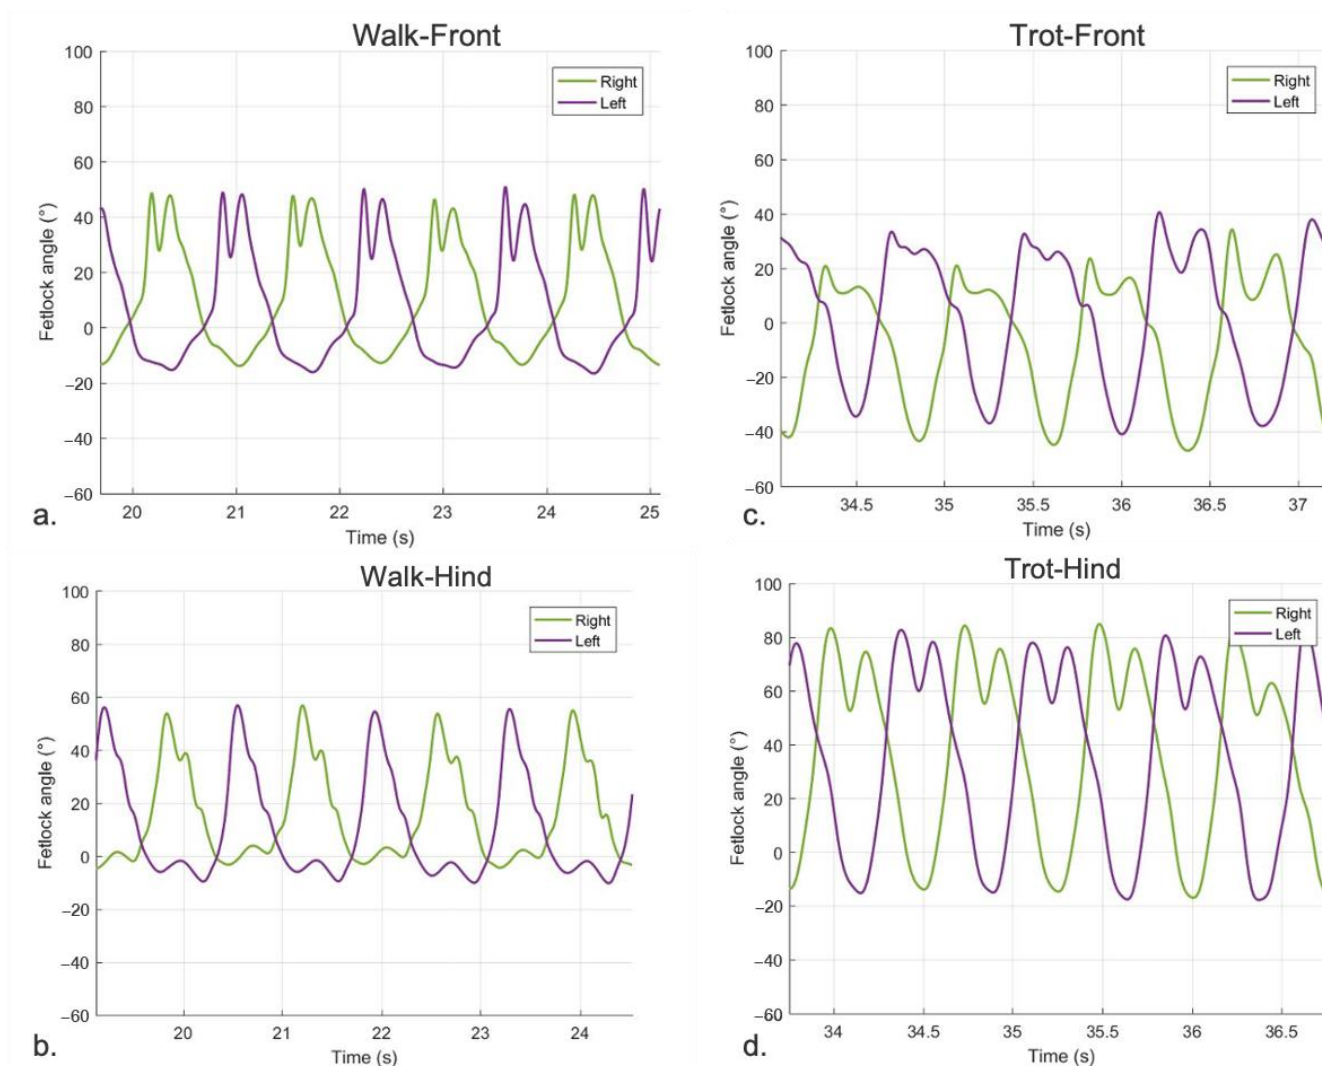 Walk-Front
100
80
60
40
20
0
−20
−40
−60
Fetlock angle (°)
Right
Left
20
21
22
23
24
25
Time (s)
a.
Trot-Front
100
80
60
40
20
0
−20
−40
−60
Fetlock angle (°)
Right
Left
34.5
35
35.5
36
36.5
37
Time (s)
c.
Walk-Hind
100
80
60
40
20
0
−20
−40
−60
Fetlock angle (°)
Right
Left
20
21
22
23
24
Time (s)
b.
Trot-Hind
100
80
60
40
20
0
−20
−40
−60
Fetlock angle (°)
Right
Left
34
34.5
35
35.5
36
36.5
Time (s)
d.